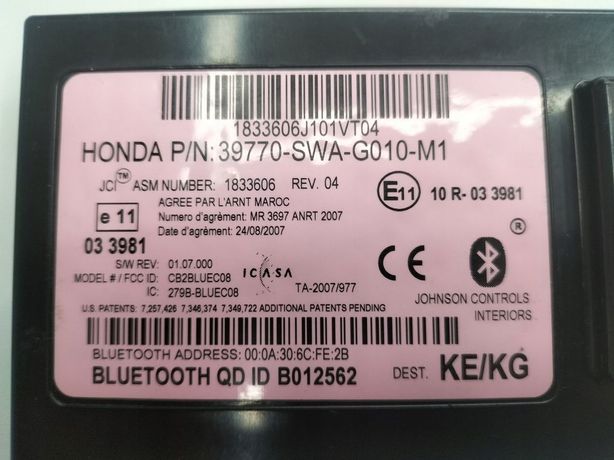 1833606J101VT04
HONDA P/N: 39770-SWA-G010-M1
JCI™ ASM NUMBER: 1833606 REV. 04
AGREE PAR L'ARNT MAROC
Numero d'agrèment: MR 3697 ANRT 2007
Date d'agrèment: 24/08/2007
E11 10 R- 03 3981
e 11
03 3981
S/W REV: 01.07.000
MODEL # / FCC ID: CB2BLUEC08
IC: 279B-BLUEC08
ICASA
TA-2007/977
CE
®
JOHNSON CONTROLS
INTERIORS
U.S. PATENTS: 7,257,426 7,346,374 7,349,722 ADDITIONAL PATENTS PENDING
BLUETOOTH ADDRESS: 00:0A:30:6C:FE:2B
BLUETOOTH QD ID B012562
DEST. KE/KG